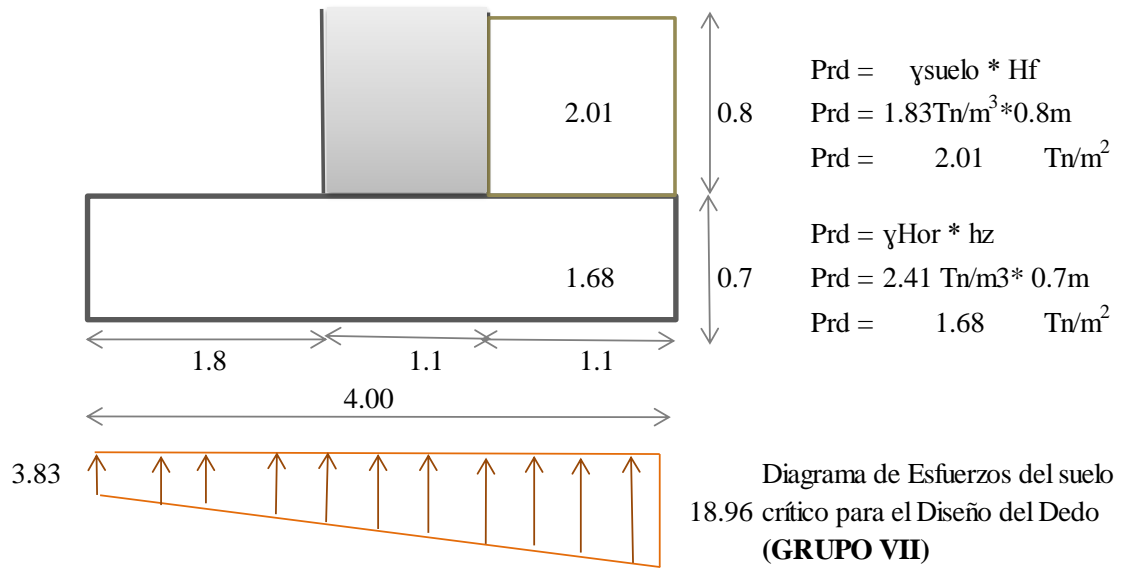 Prd = ɣsuelo * Hf
2.01
0.8
Prd = 1.83Tn/m³*0.8m
Prd = 2.01 Tn/m²
Prd = ɣHor * hz
1.68
0.7
Prd = 2.41 Tn/m3* 0.7m
Prd = 1.68 Tn/m²
1.8
1.1
1.1
4.00
3.83
Diagrama de Esfuerzos del suelo
18.96 crítico para el Diseño del Dedo
(GRUPO VII)